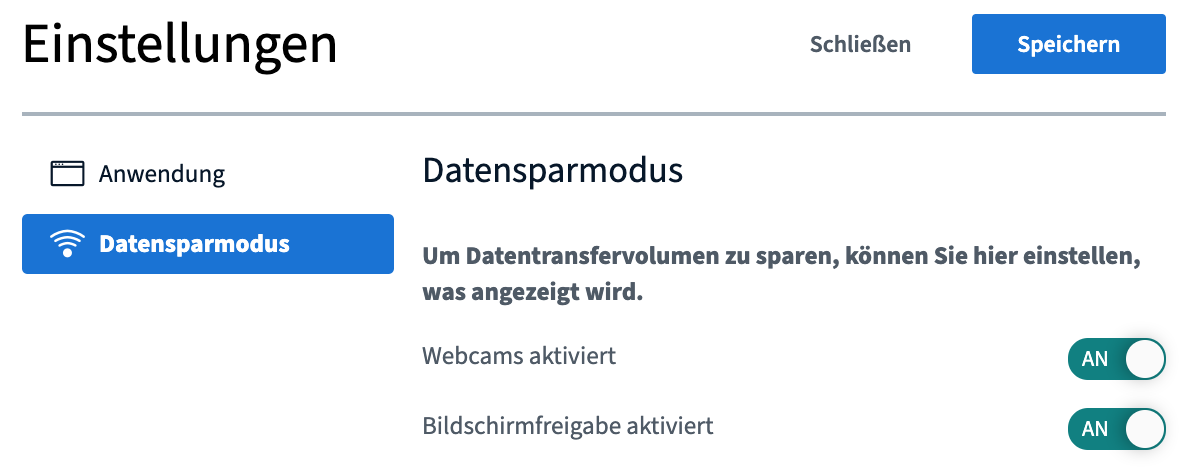 Einstellungen
Schließen
Speichern
Anwendung
Datensparmodus
Datensparmodus
Um Datentransfervolumen zu sparen, können Sie hier einstellen,
was angezeigt wird.
Webcams aktiviert
AN
Bildschirmfreigabe aktiviert
AN